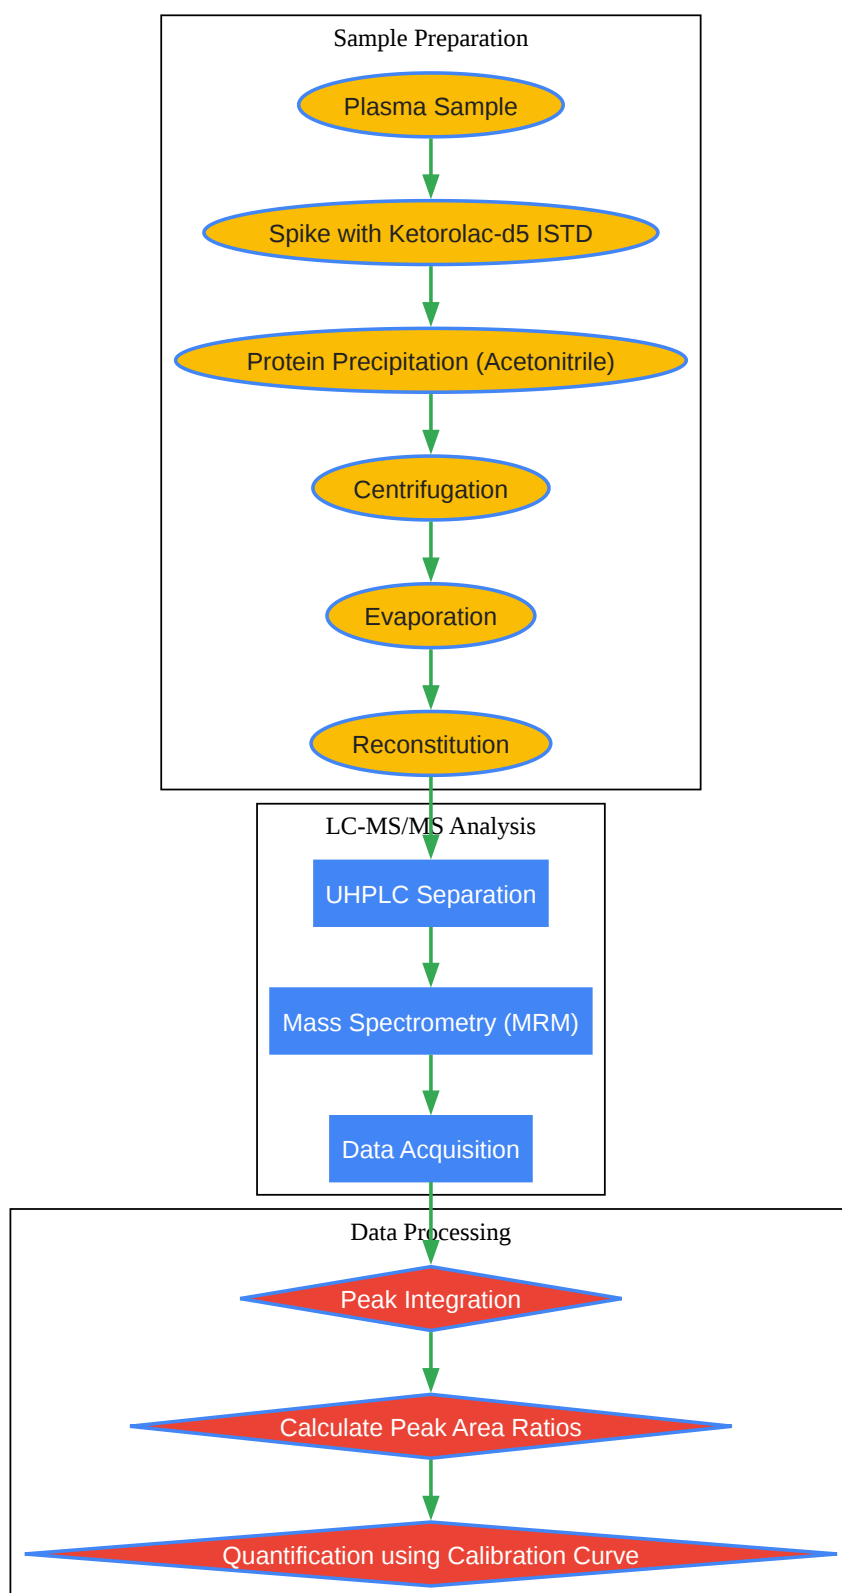 Sample Preparation
Plasma Sample
Spike with Ketorolac-d5 ISTD
Protein Precipitation (Acetonitrile)
Centrifugation
Evaporation
Reconstitution
LC-MS/MS Analysis
UHPLC Separation
Mass Spectrometry (MRM)
Data Acquisition
Data Processing
Peak Integration
Calculate Peak Area Ratios
Quantification using Calibration Curve